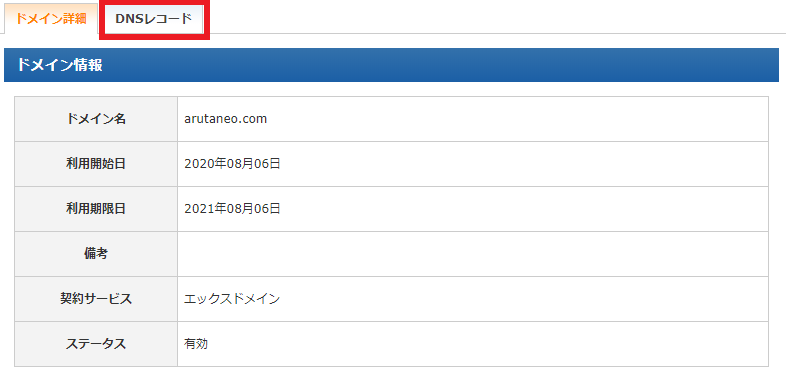 ドメイン詳細 DNSレコード
ドメイン情報
ドメイン名 arutaneo.com
利用開始日 2020年08月06日
利用期限日 2021年08月06日
備考
契約サービス エックスドメイン
ステータス 有効